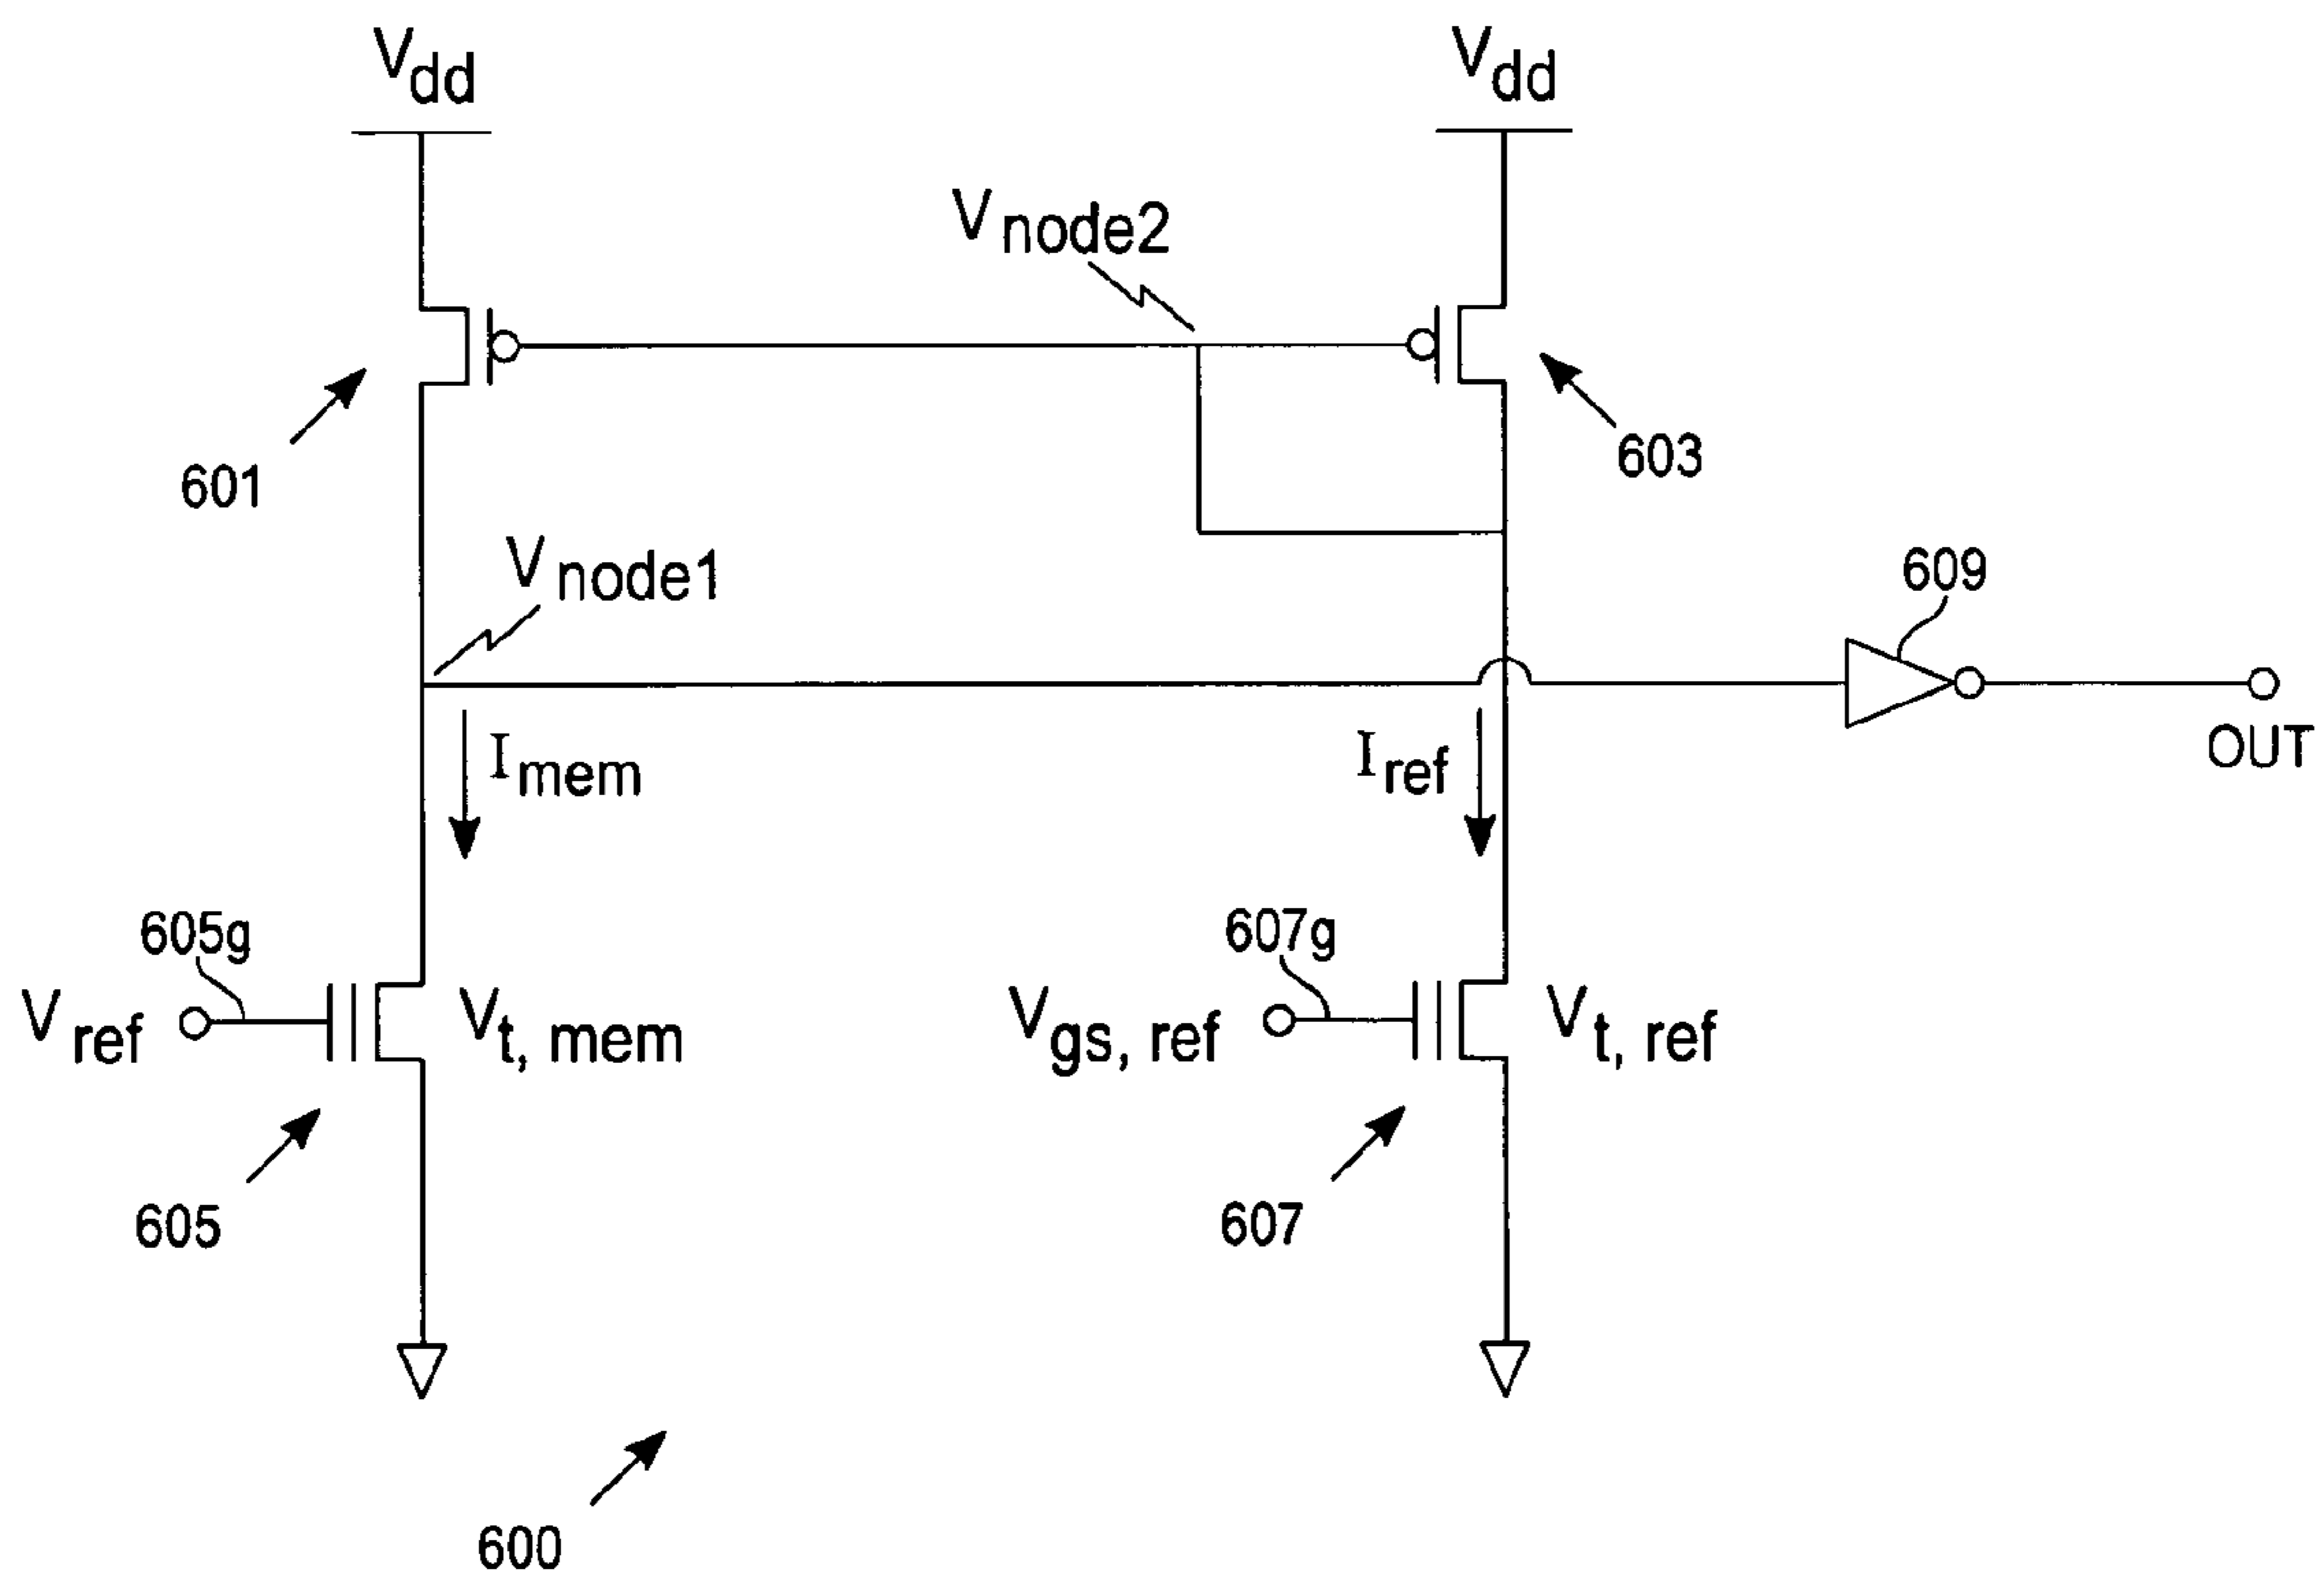 Vdd
Vdd
Vnode2
601
603
Vnode1
609
Imem
Iref
OUT
605g
607g
Vref
Vt, mem
Vgs, ref
Vt, ref
605
607
600